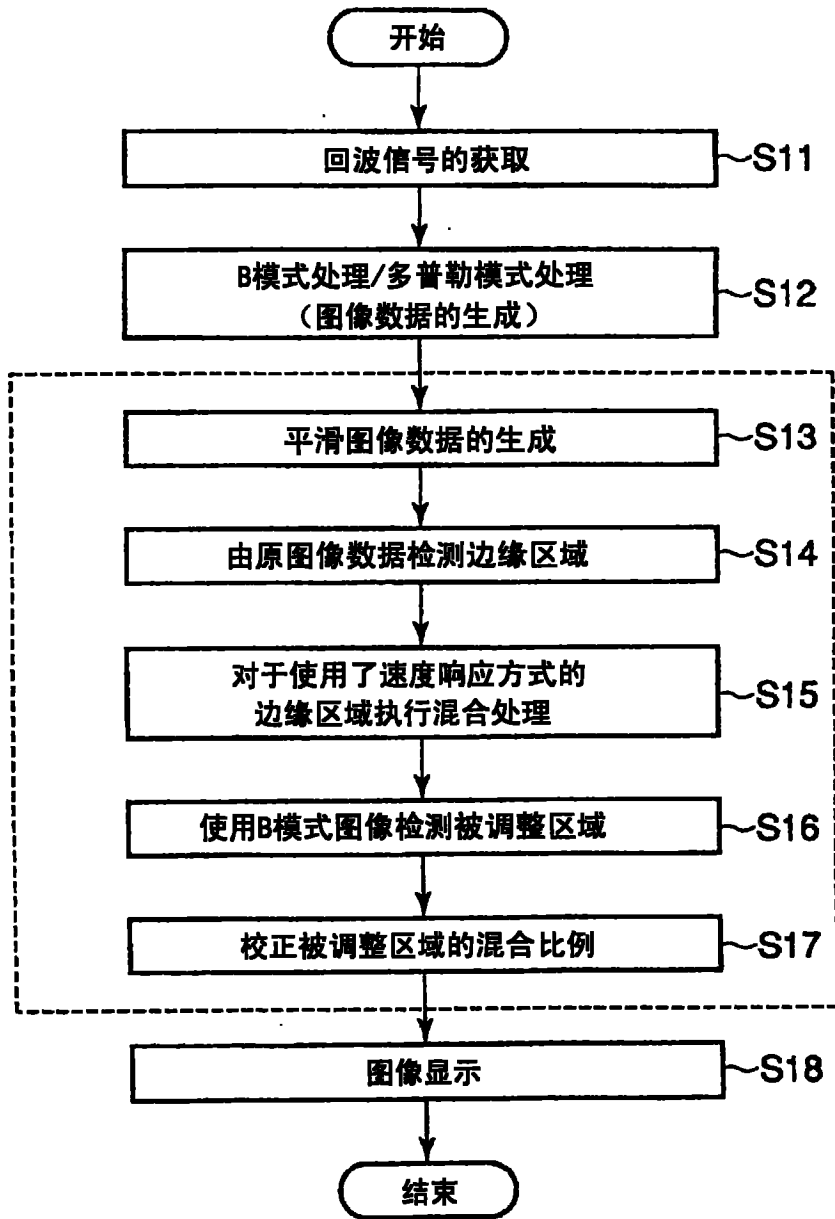 开始
回波信号的获取
S11
B模式处理/多普勒模式处理
（图像数据的生成）
S12
平滑图像数据的生成
S13
由原图像数据检测边缘区域
S14
对于使用了速度响应方式的
边缘区域执行混合处理
S15
使用B模式图像检测被调整区域
S16
校正被调整区域的混合比例
S17
图像显示
S18
结束